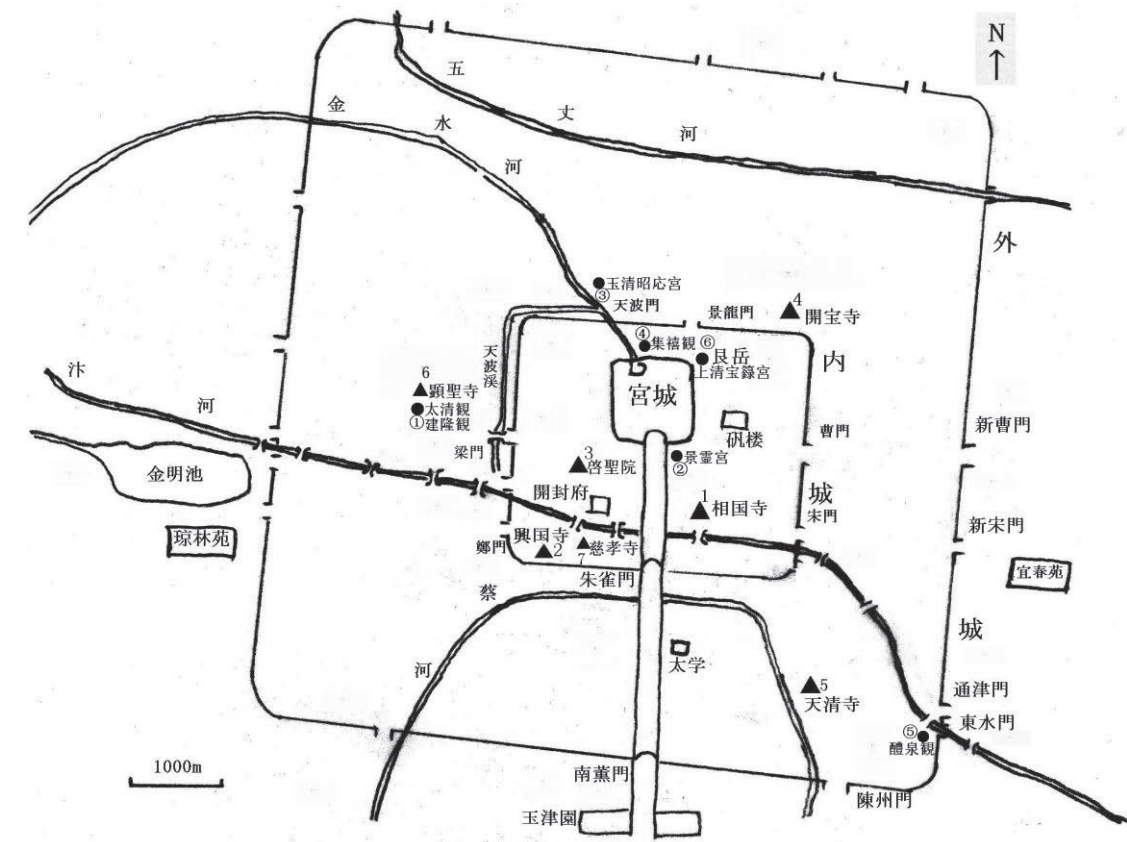 N
五
丈
河
金
水
河
外
玉清昭応宮
③
天波門
景龍門
4
開宝寺
④
集禧観
⑥
艮岳
上清宝籙宮
内
天波渓
宮城
6
顕聖寺
太清観
①建隆観
汴
河
礬楼
曹門
新曹門
梁門
景霊宮
②
3
啓聖院
金明池
開封府
1
相国寺
城
宋門
新宋門
琼林苑
鄭門
興国寺
2
慈孝寺
7
朱雀門
宜春苑
蔡
河
城
太学
5
天清寺
通津門
東水門
⑤
醴泉観
1000m
南薫門
陳州門
玉津園